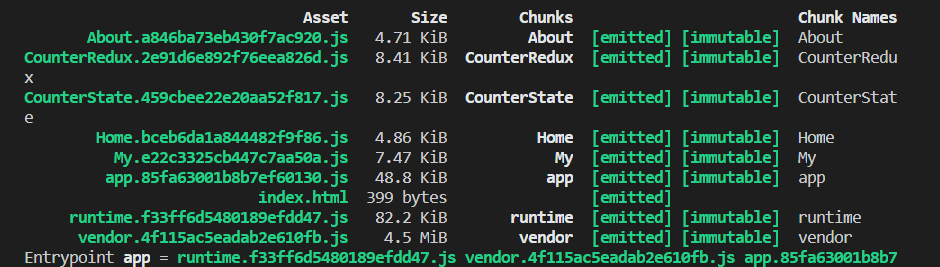 Asset Size Chunks Chunk Names
About.a846ba73eb430f7ac920.js 4.71 KiB About [emitted] [immutable] About
CounterRedux.2e91d6e892f76eea826d.js 8.41 KiB CounterRedux [emitted] [immutable] CounterRedu
x
CounterState.459cbee22e20aa52f817.js 8.25 KiB CounterState [emitted] [immutable] CounterStat
e
Home.bceb6da1a844482f9f86.js 4.86 KiB Home [emitted] [immutable] Home
My.e22c3325cb447c7aa50a.js 7.47 KiB My [emitted] [immutable] My
app.85fa63001b8b7ef60130.js 48.8 KiB app [emitted] [immutable] app
index.html 399 bytes [emitted]
runtime.f33ff6d5480189efdd47.js 82.2 KiB runtime [emitted] [immutable] runtime
vendor.4f115ac5eadab2e610fb.js 4.5 MiB vendor [emitted] [immutable] vendor
Entrypoint app = runtime.f33ff6d5480189efdd47.js vendor.4f115ac5eadab2e610fb.js app.85fa63001b8b7